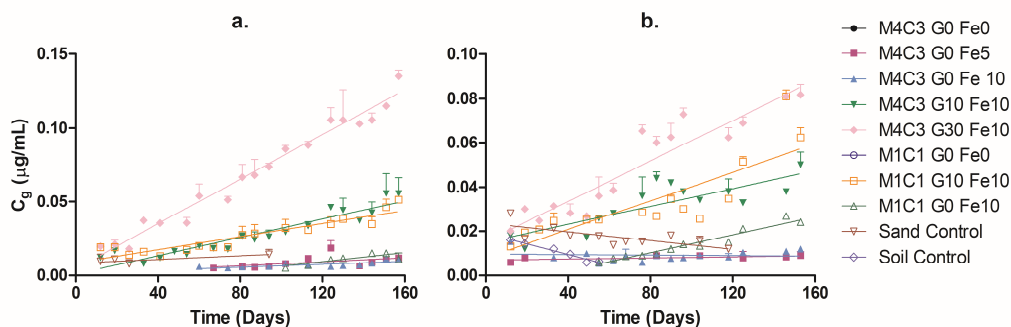 a.
b.
0.15
0.10
0.05
0.00
0 40 80 120 160
Time (Days)
Cg (µg/mL)
0.10
0.08
0.06
0.04
0.02
0.00
0 40 80 120 160
Time (Days)
M4C3 G0 Fe0
M4C3 G0 Fe5
M4C3 G0 Fe 10
M4C3 G10 Fe10
M4C3 G30 Fe10
M1C1 G0 Fe0
M1C1 G10 Fe10
M1C1 G0 Fe10
Sand Control
Soil Control